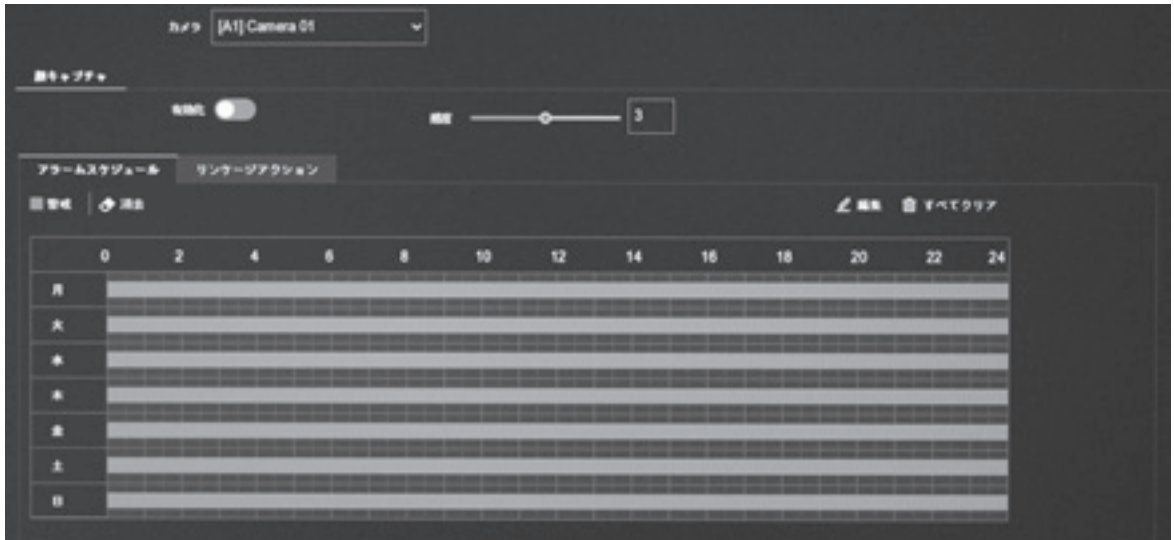 カメラ [A1] Camera 01
顔キャプチャ
有効化 感度 3
アラームスケジュール リンケージアクション
警戒 消去 編集 すべてクリア
0 2 4 6 8 10 12 14 16 18 20 22 24
月
火
水
木
金
土
日